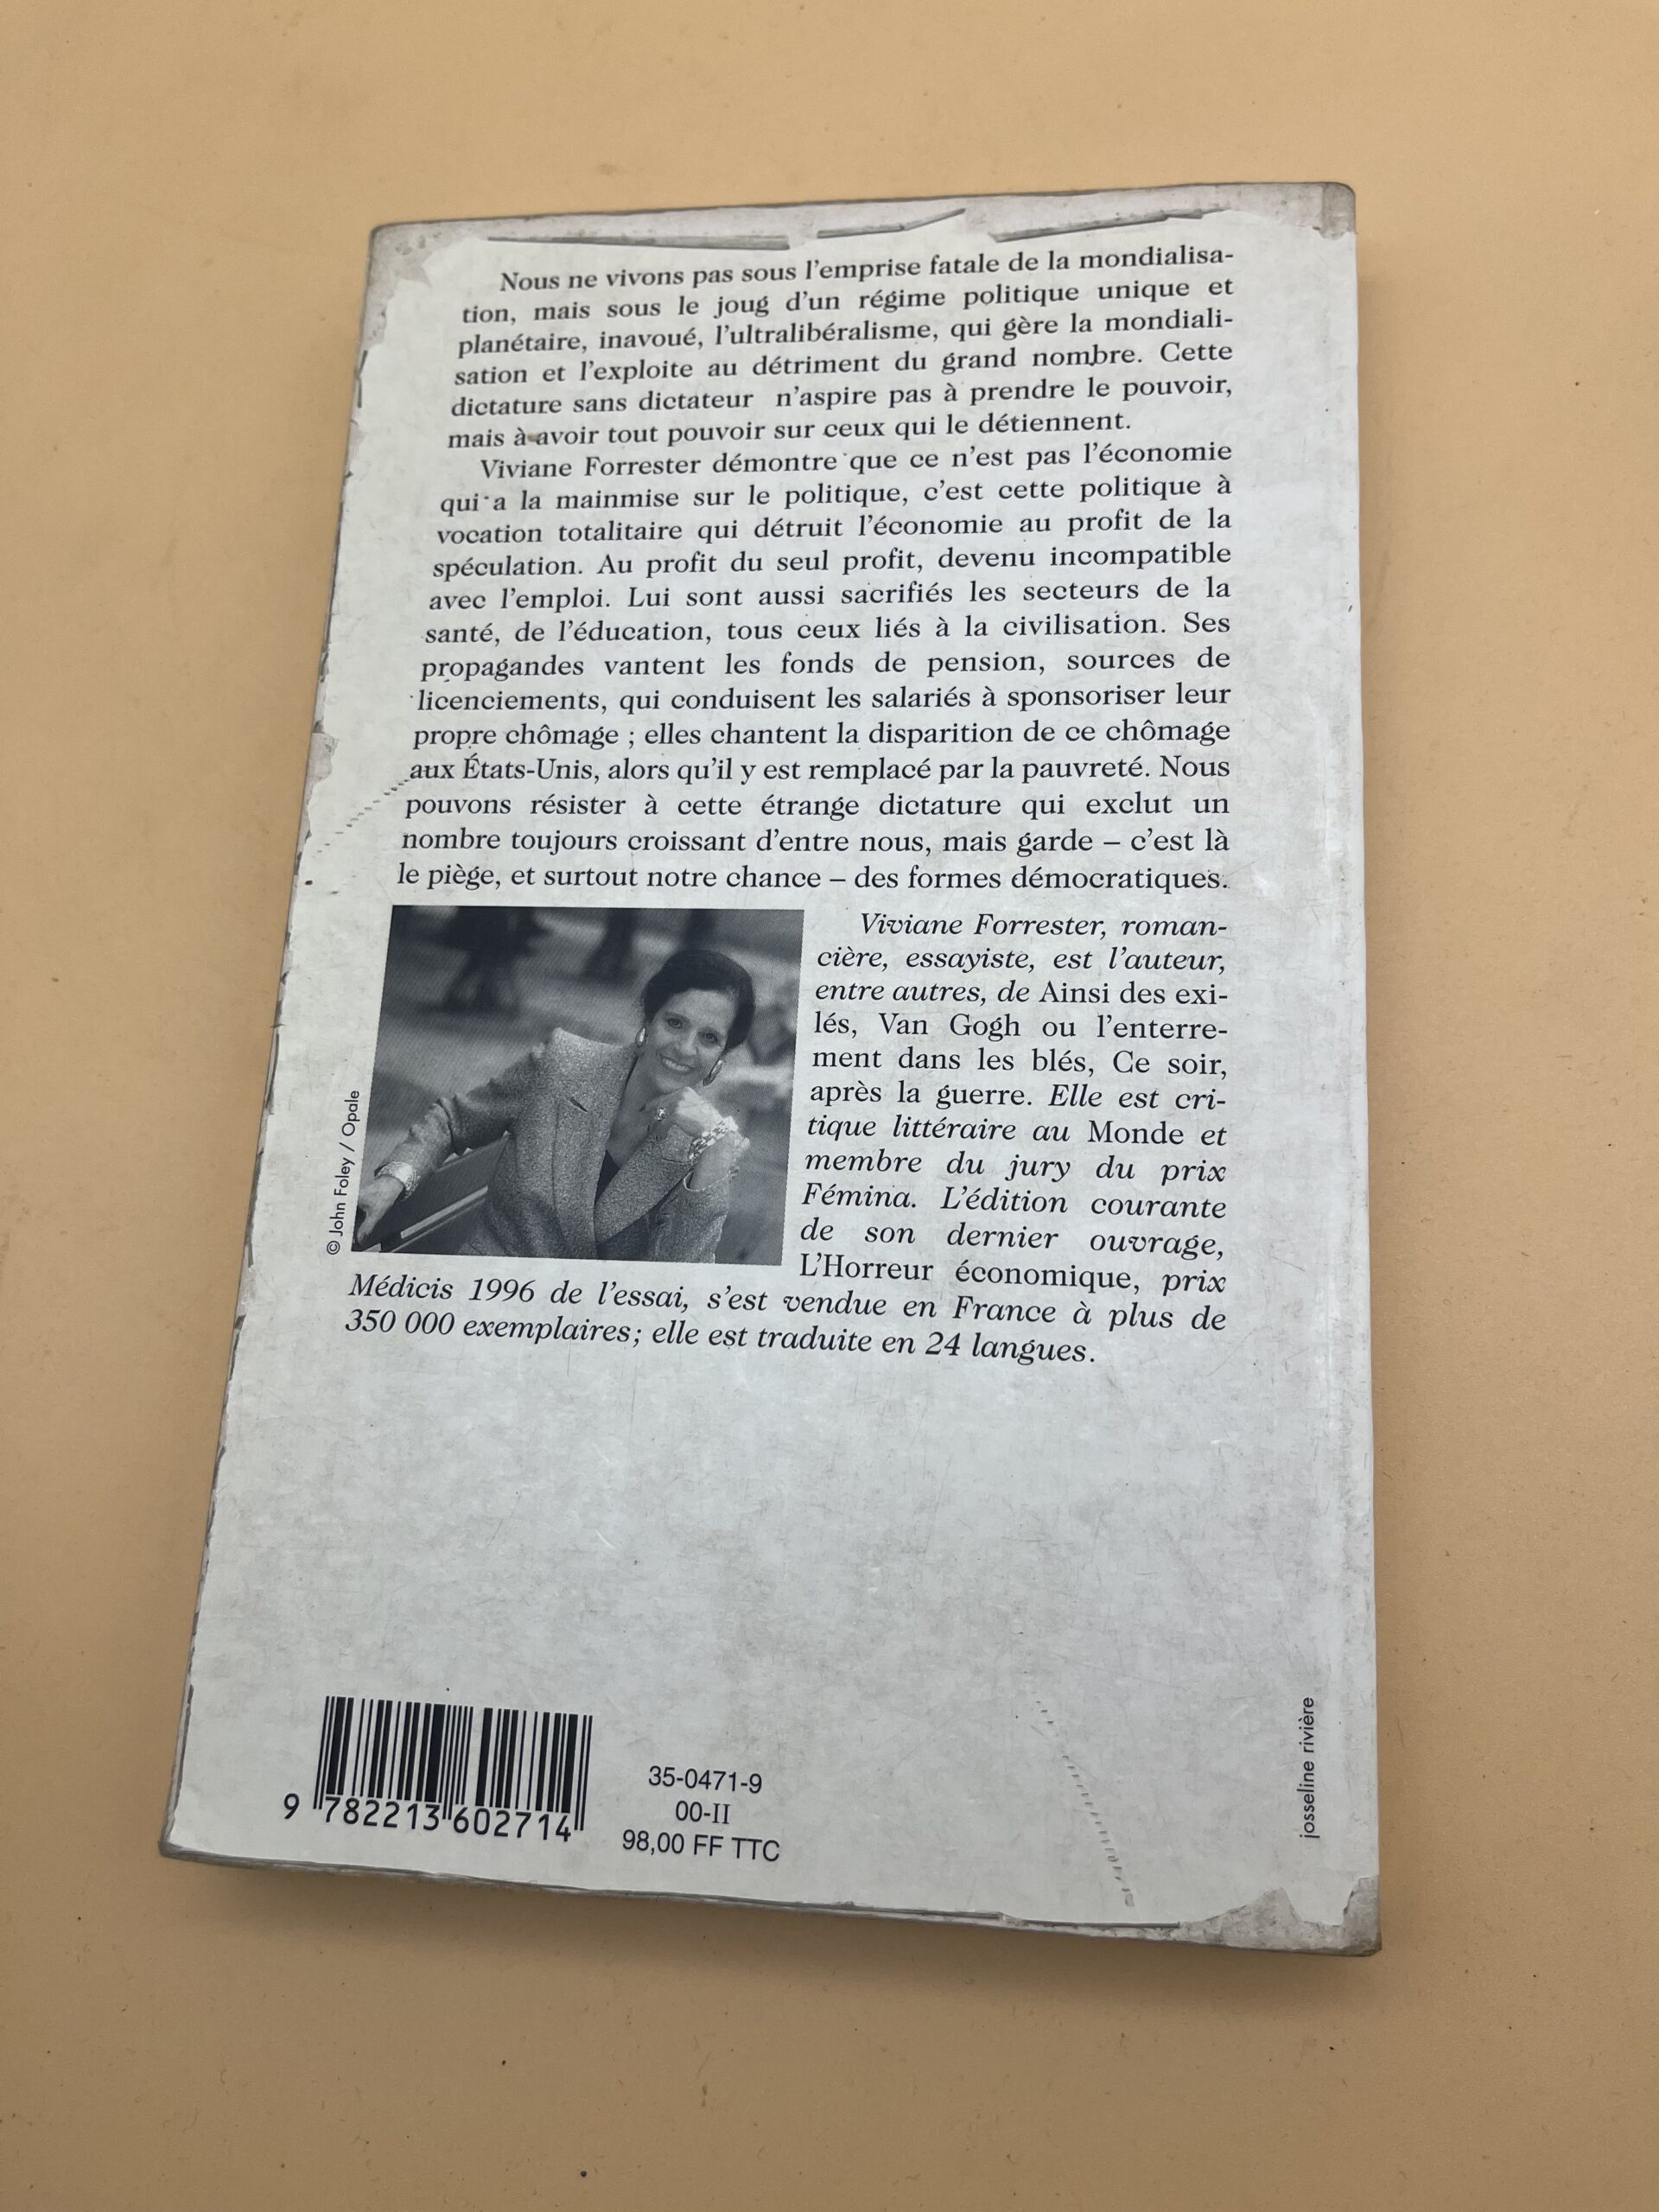 Nous ne vivons pas sous l'emprise fatale de la mondialisa-
tion, mais sous le joug d'un régime politique unique et
planétaire, inavoué, l'ultralibéralisme, qui gère la mondiali-
sation et l'exploite au détriment du grand nombre. Cette
dictature sans dictateur n'aspire pas à prendre le pouvoir,
mais à avoir tout pouvoir sur ceux qui le détiennent.
Viviane Forrester démontre que ce n'est pas l'économie
qui a la mainmise sur le politique, c'est cette politique à
vocation totalitaire qui détruit l'économie au profit de la
spéculation. Au profit du seul profit, devenu incompatible
avec l'emploi. Lui sont aussi sacrifiés les secteurs de la
santé, de l'éducation, tous ceux liés à la civilisation. Ses
propagandes vantent les fonds de pension, sources de
licenciements, qui conduisent les salariés à sponsoriser leur
propre chômage ; elles chantent la disparition de ce chômage
aux États-Unis, alors qu'il y est remplacé par la pauvreté. Nous
pouvons résister à cette étrange dictature qui exclut un
nombre toujours croissant d'entre nous, mais garde – c'est là
le piège, et surtout notre chance – des formes démocratiques.
Viviane Forrester, roman-
cière, essayiste, est l'auteur,
entre autres, de Ainsi des exi-
lés, Van Gogh ou l'enterre-
ment dans les blés, Ce soir,
après la guerre. Elle est cri-
tique littéraire au Monde et
membre du jury du prix
Fémina. L'édition courante
de son dernier ouvrage,
L'Horreur économique, prix
Médicis 1996 de l'essai, s'est vendue en France à plus de
350 000 exemplaires; elle est traduite en 24 langues.
© John Foley / Opale
9 782213 602714
35-0471-9
00-II
98,00 FF TTC
josseline rivière